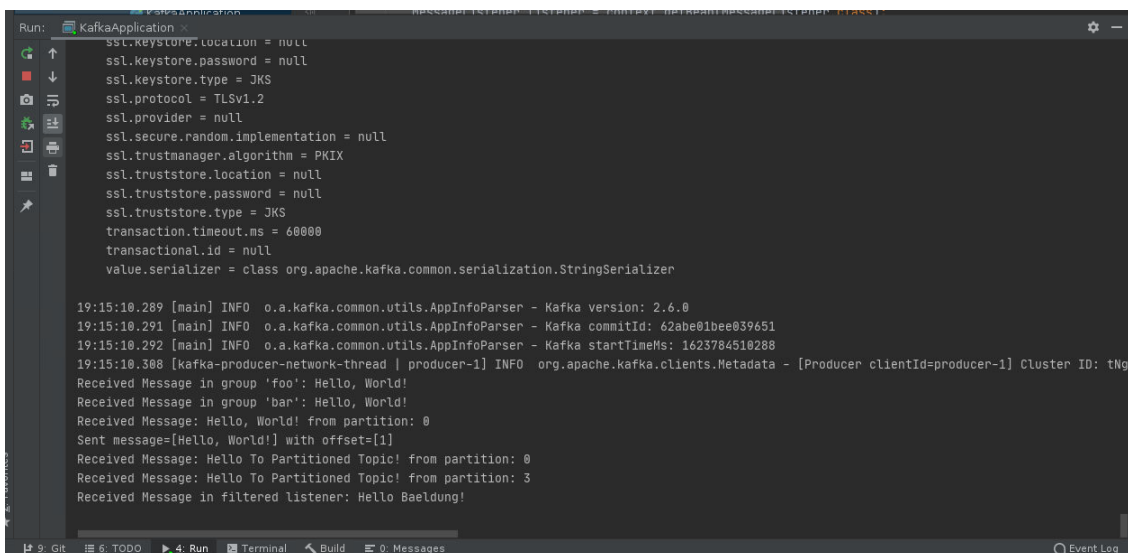 KafkaApplication
MessageListener listener = context.getBean(MessageListener.class);
Run: KafkaApplication ×
ssl.keystore.location = null
ssl.keystore.password = null
ssl.keystore.type = JKS
ssl.protocol = TLSv1.2
ssl.provider = null
ssl.secure.random.implementation = null
ssl.trustmanager.algorithm = PKIX
ssl.truststore.location = null
ssl.truststore.password = null
ssl.truststore.type = JKS
transaction.timeout.ms = 60000
transactional.id = null
value.serializer = class org.apache.kafka.common.serialization.StringSerializer
19:15:10.289 [main] INFO o.a.kafka.common.utils.AppInfoParser - Kafka version: 2.6.0
19:15:10.291 [main] INFO o.a.kafka.common.utils.AppInfoParser - Kafka commitId: 62abe01bee039651
19:15:10.292 [main] INFO o.a.kafka.common.utils.AppInfoParser - Kafka startTimeMs: 1623784510288
19:15:10.308 [kafka-producer-network-thread | producer-1] INFO org.apache.kafka.clients.Metadata - [Producer clientId=producer-1] Cluster ID: tNg
Received Message in group 'foo': Hello, World!
Received Message in group 'bar': Hello, World!
Received Message: Hello, World! from partition: 0
Sent message=[Hello, World!] with offset=[1]
Received Message: Hello To Partitioned Topic! from partition: 0
Received Message: Hello To Partitioned Topic! from partition: 3
Received Message in filtered listener: Hello Baeldung!
9: Git 6: TODO 4: Run Terminal Build 0: Messages Event Log